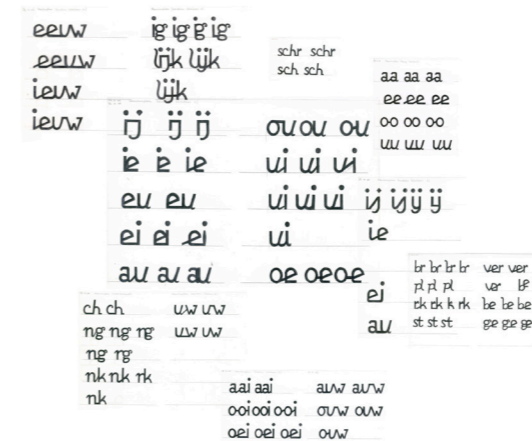 eeuw
eeuw
ieuw
ieuw
ig ig ig ig
lijk lijk
lijk
schr schr
sch sch
aa aa aa
ee ee ee
oo oo oo
uu uu uu
ij ij ij
ie ie ie
eu eu
ei ei ei
au au au
ou ou ou
ui ui ui
ui ui ui
ui
oe oe oe
ij ij ij ij
ie
ei
au
br br br br
pl pl pl
rk rk k rk
st st st
ver ver
ver
be be be
ge ge ge
ch ch
ng ng ng
ng ng
nk nk nk
nk
uw uw
uw uw
aai aai
ooi ooi ooi
oei oei oei
auw auw
ouw ouw
ouw